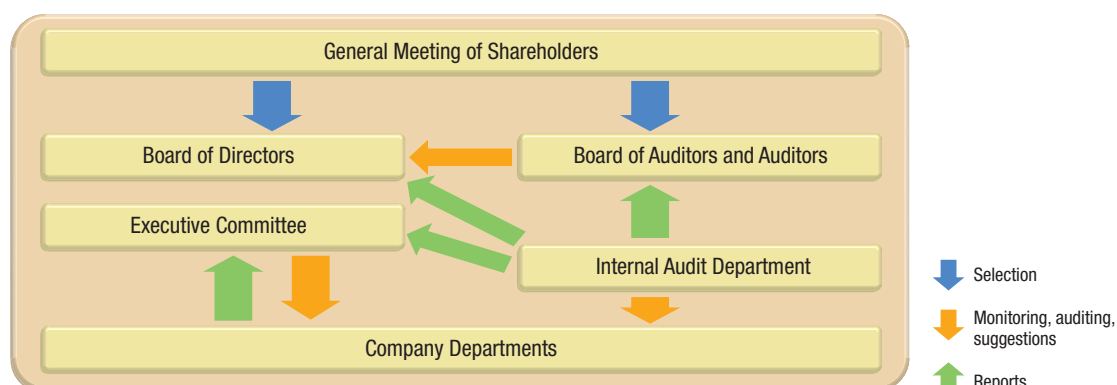 General Meeting of Shareholders
Board of Directors
Board of Auditors and Auditors
Executive Committee
Internal Audit Department
Company Departments
Selection
Monitoring, auditing,
suggestions
Reports